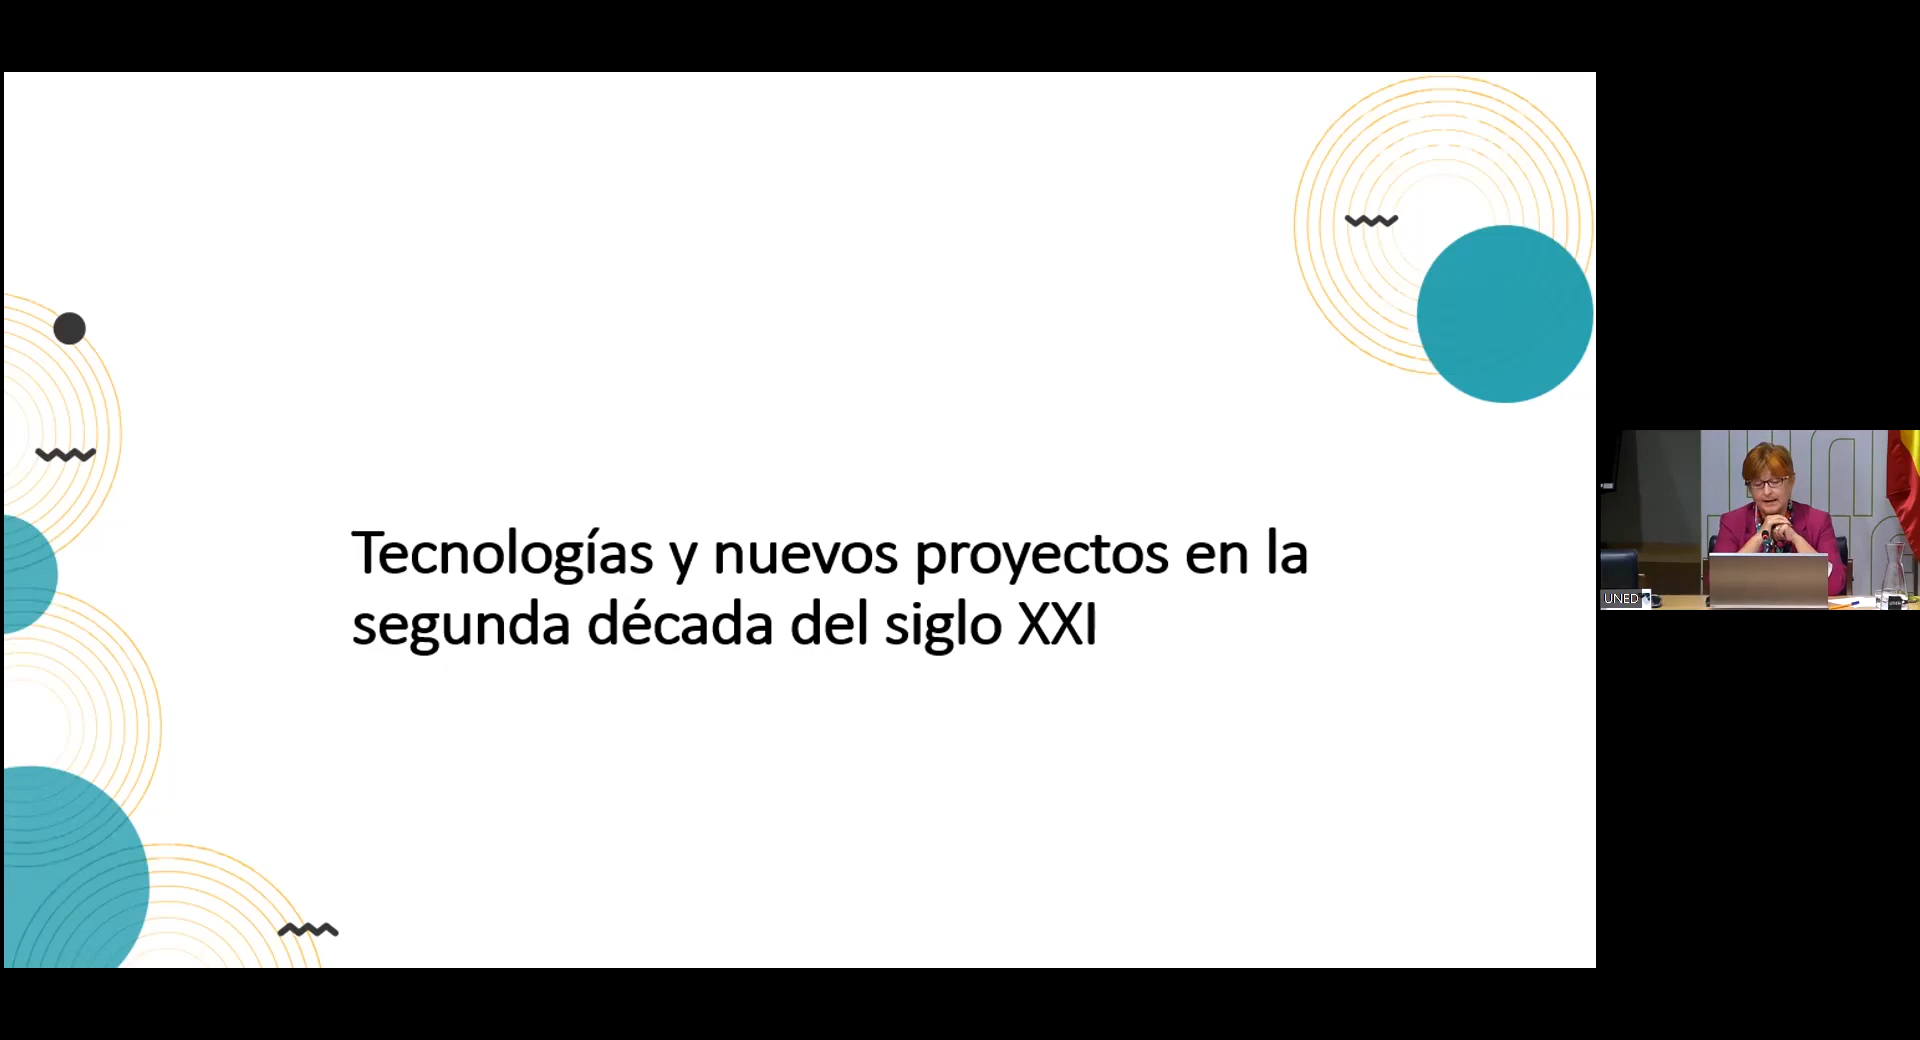 Tecnologías y nuevos proyectos en la
segunda década del siglo XXI
UNED